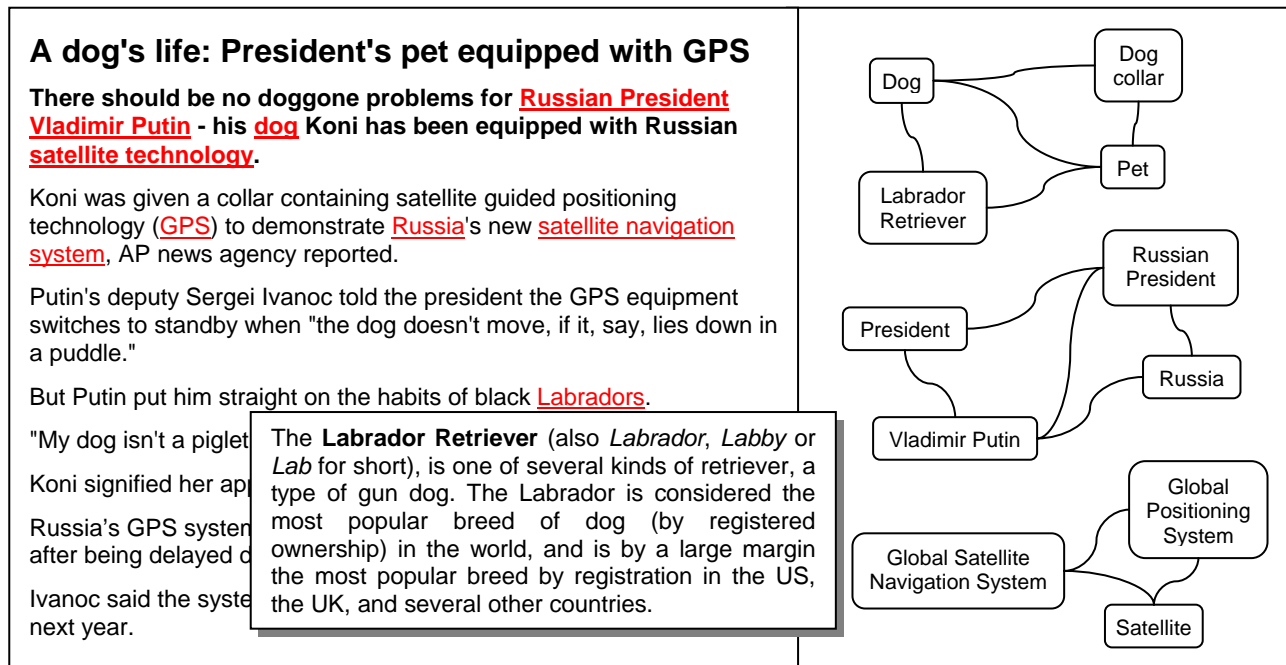 A dog's life: President's pet equipped with GPS
There should be no doggone problems for Russian President
Vladimir Putin - his dog Koni has been equipped with Russian
satellite technology.
Koni was given a collar containing satellite guided positioning
technology (GPS) to demonstrate Russia's new satellite navigation
system, AP news agency reported.
Putin's deputy Sergei Ivanoc told the president the GPS equipment
switches to standby when "the dog doesn't move, if it, say, lies down in
a puddle."
But Putin put him straight on the habits of black Labradors.
"My dog isn't a piglet
Koni signified her app
Russia's GPS system
after being delayed
Ivanoc said the syste
next year.
The Labrador Retriever (also Labrador, Labby or
Lab for short), is one of several kinds of retriever, a
type of gun dog. The Labrador is considered the
most popular breed of dog (by registered
ownership) in the world, and is by a large margin
the most popular breed by registration in the US,
the UK, and several other countries.
Dog
Dog
collar
Pet
Labrador
Retriever
Russian
President
President
Russia
Vladimir Putin
Global
Positioning
System
Global Satellite
Navigation System
Satellite